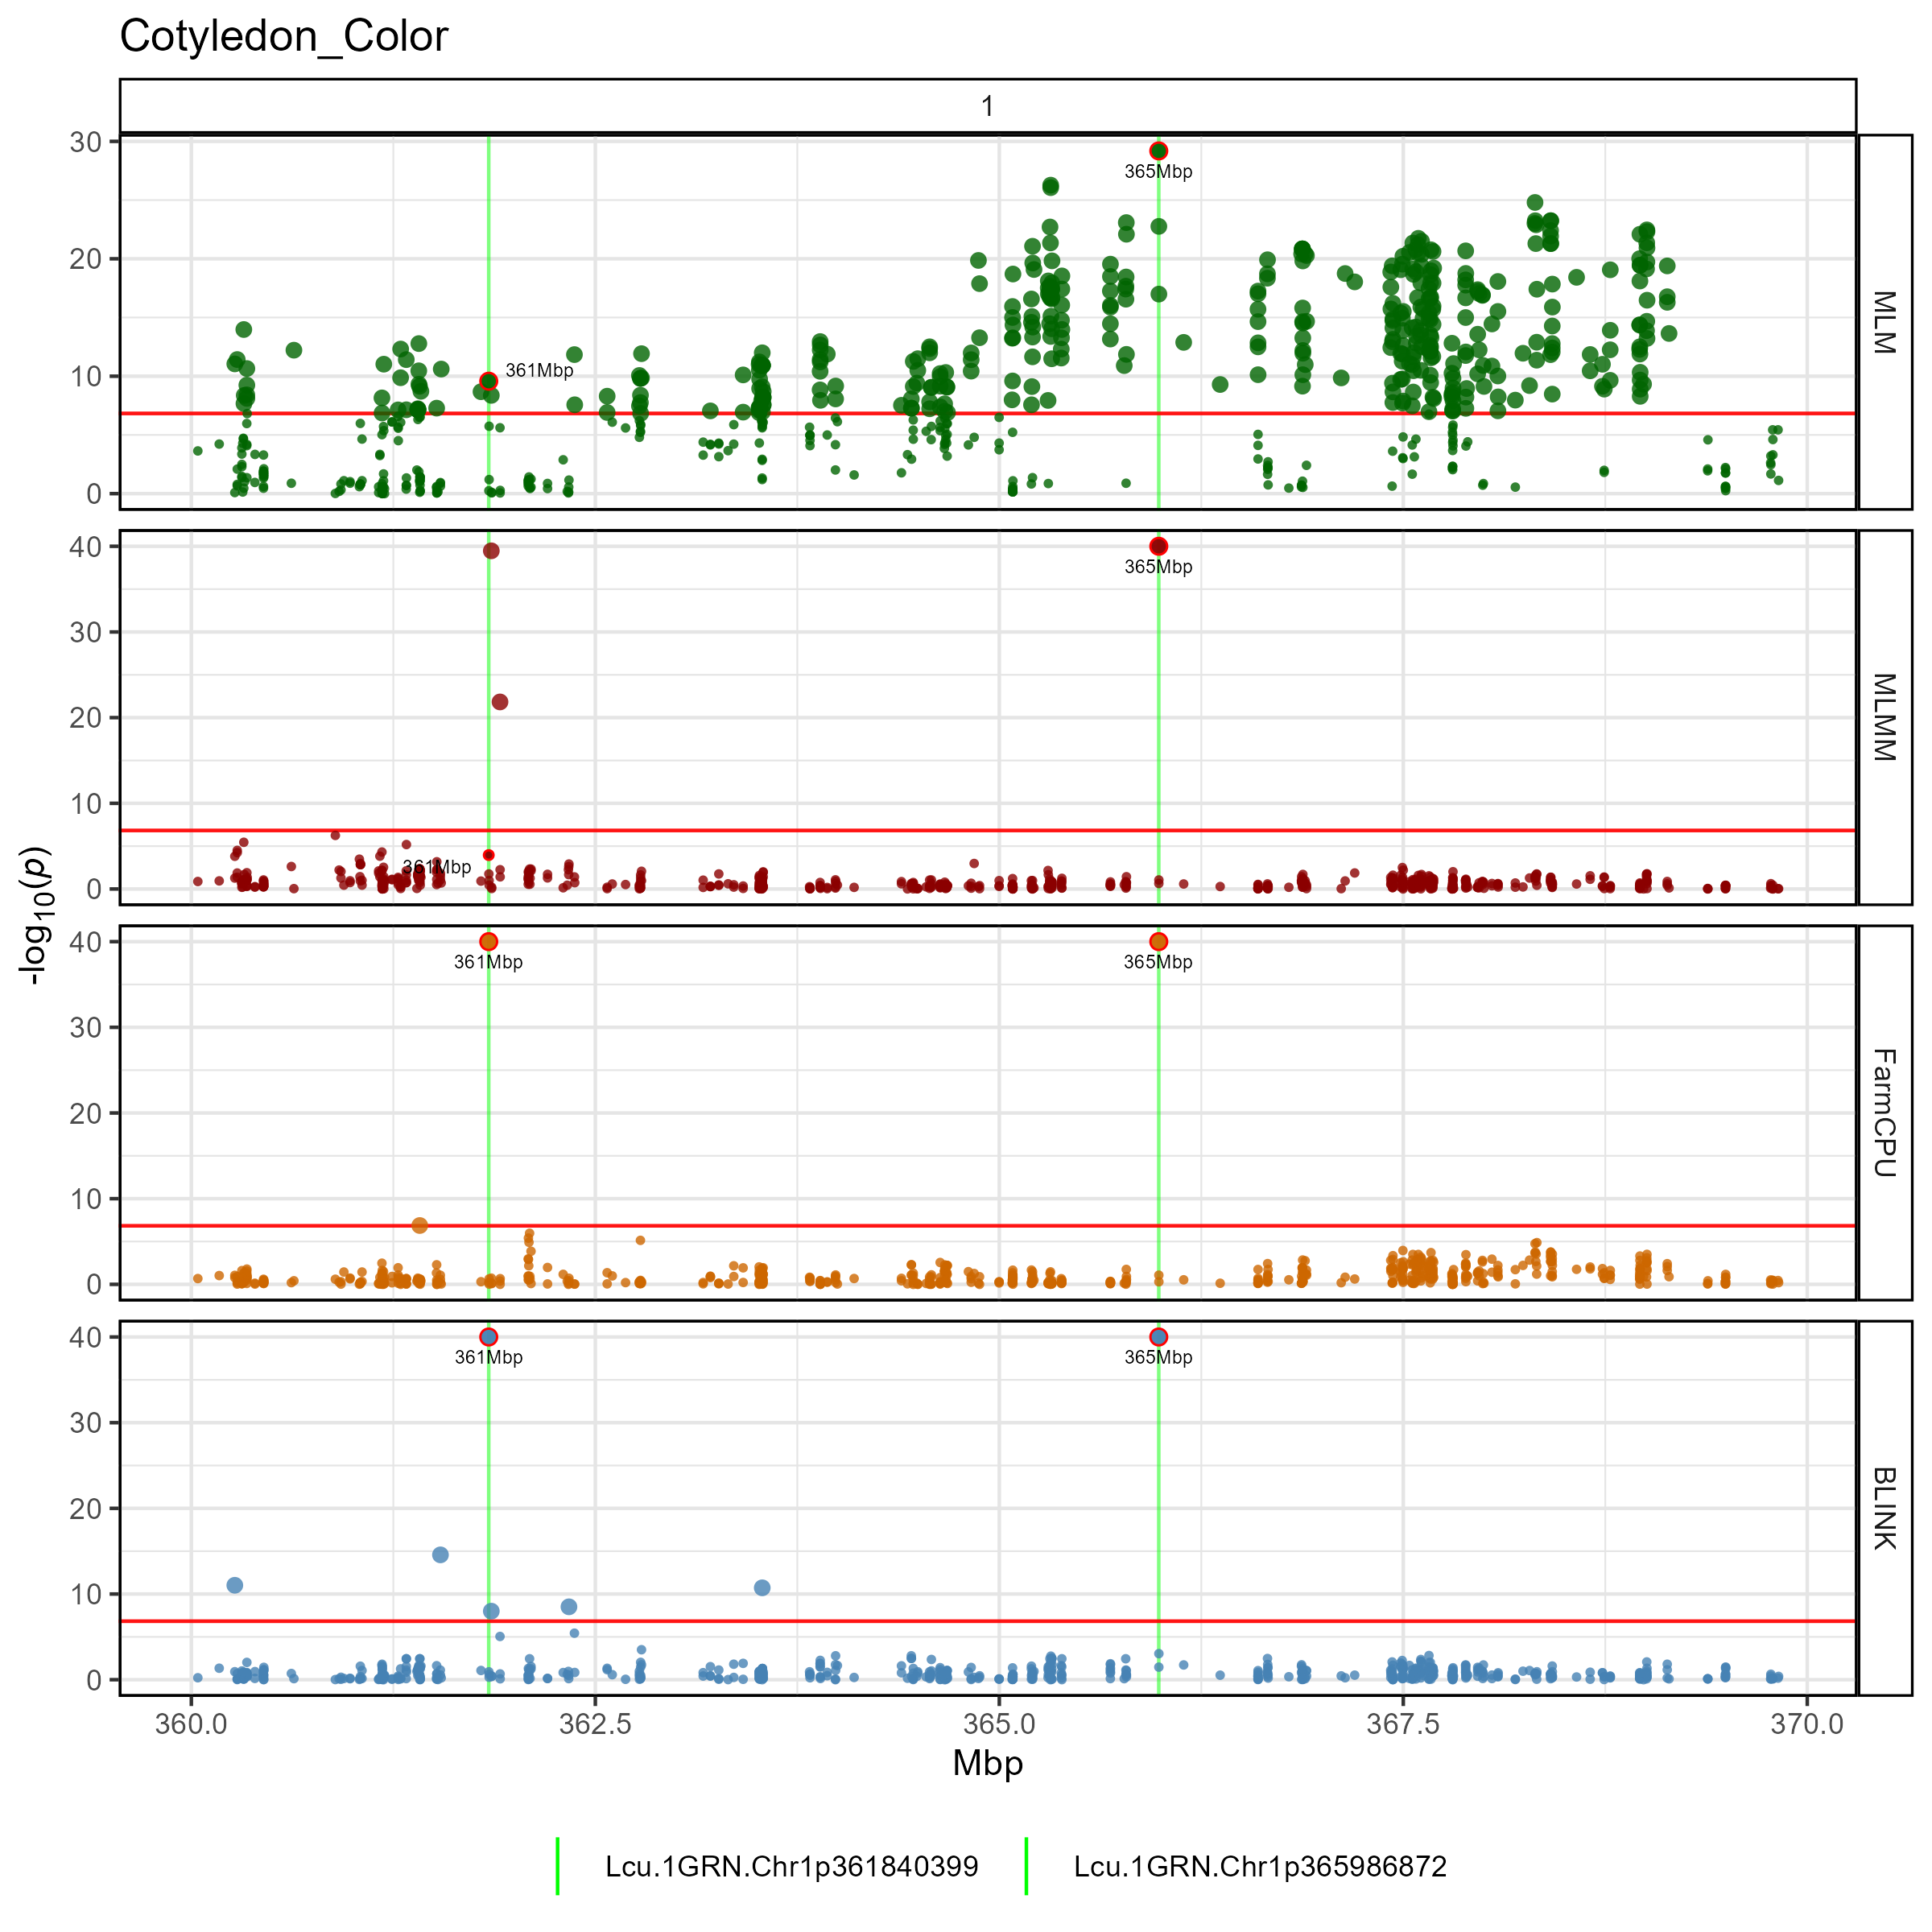 Cotyledon_Color
1
30
20
10
0
365Mbp
361Mbp
MLM
40
30
20
10
0
365Mbp
361Mbp
MLMM
-log10(p)
40
30
20
10
0
361Mbp
365Mbp
FarmCPU
40
30
20
10
0
361Mbp
365Mbp
BLINK
360.0
362.5
365.0
367.5
370.0
Mbp
Lcu.1GRN.Chr1p361840399
Lcu.1GRN.Chr1p365986872